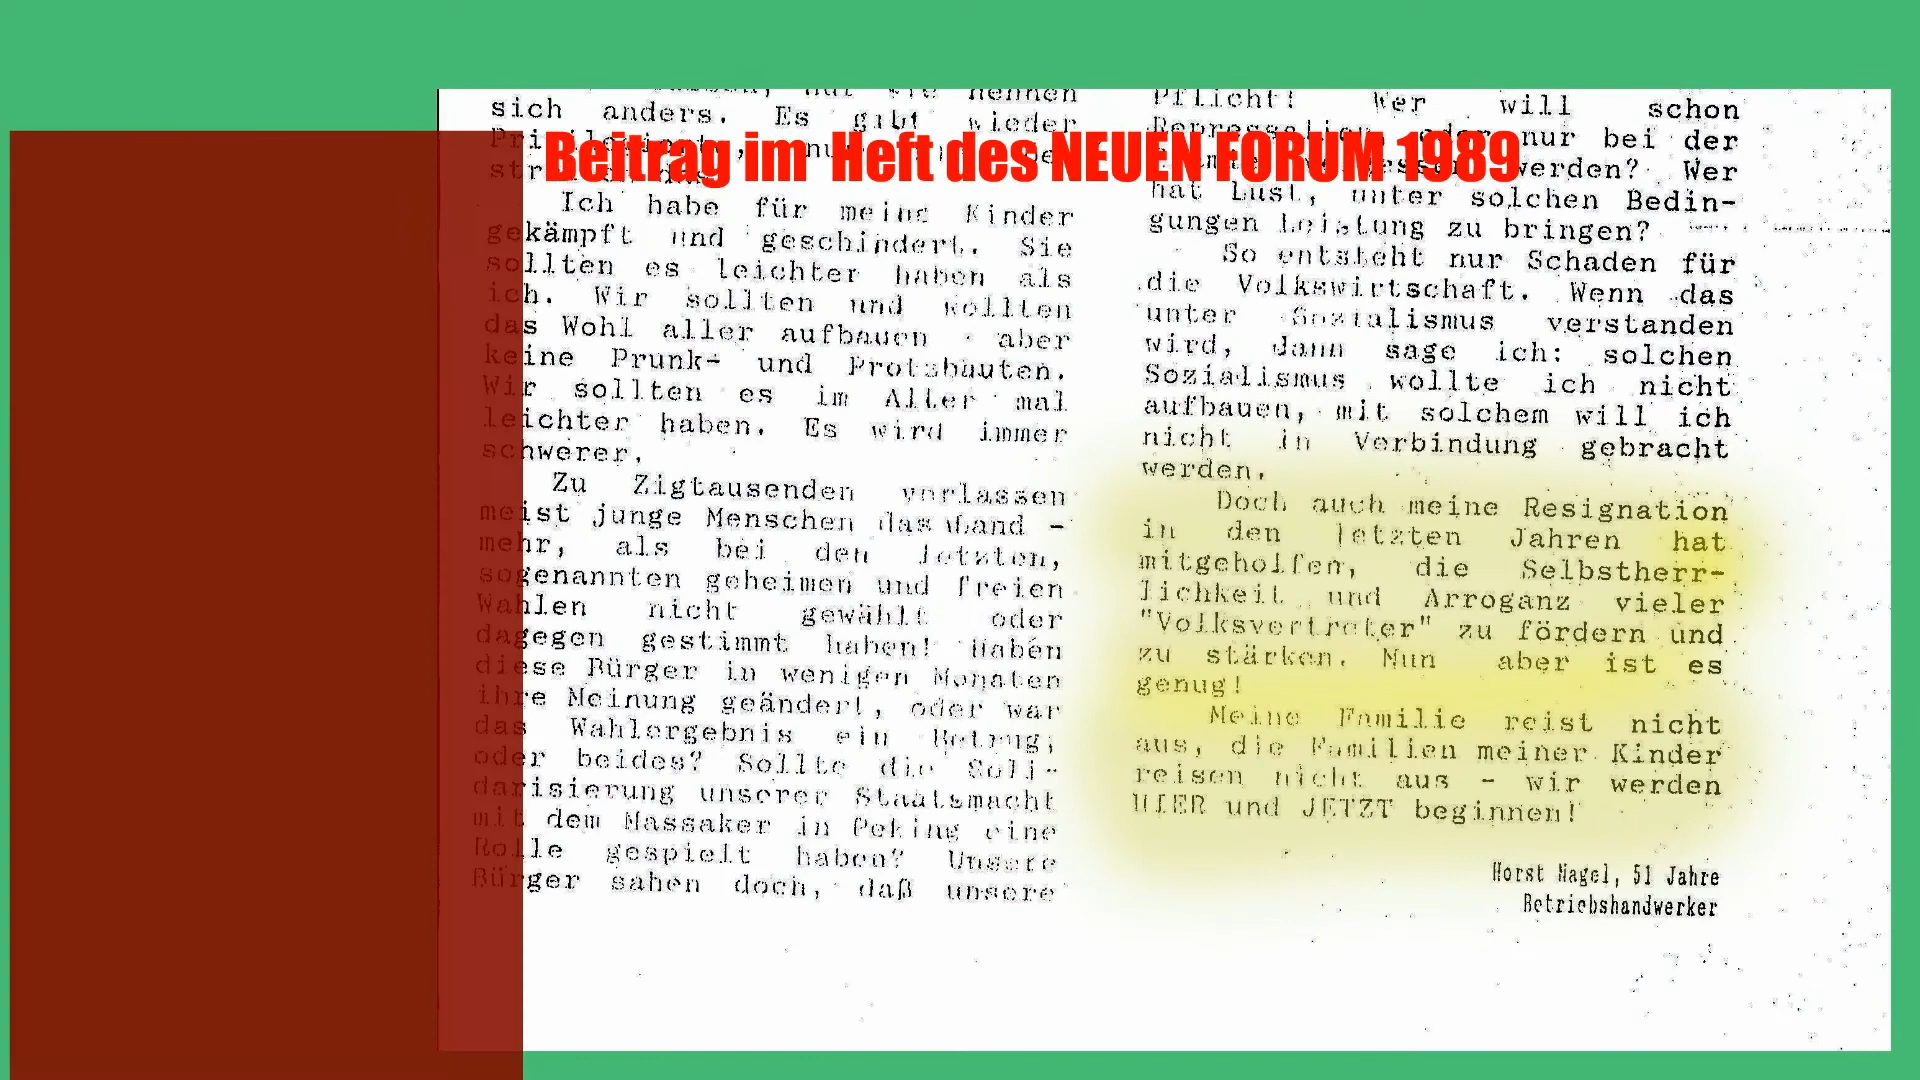 Beitrag im Heft des NEUEN FORUM 1989
nennen
sich anders. Es gibt wieder
nur
Ich habe für meine Kinder
gekämpft und geschindert. Sie
sollten es leichter haben als
ich. Wir sollten und wollten
das Wohl aller aufbauen - aber
keine Prunk- und Protzbauten.
Wir sollten es im Alter mal
leichter haben. Es wird immer
schwerer.
Zu Zigtausenden verlassen
meist junge Menschen das Land -
mehr, als bei den letzten,
sogenannten geheimen und freien
Wahlen nicht gewählt oder
dagegen gestimmt haben! Haben
diese Bürger in wenigen Monaten
ihre Meinung geändert, oder war
das Wahlergebnis ein Betrug,
oder beides? Sollte die Soli-
darisierung unserer Staatsmacht
mit dem Massaker in Peking eine
Rolle gespielt haben? Unsere
Bürger sahen doch, daß unsere
Pflicht! Wer will schon
Repressalien oder nur bei der
werden? Wer
hat Lust, unter solchen Bedin-
gungen Leistung zu bringen?
So entsteht nur Schaden für
die Volkswirtschaft. Wenn das
unter Sozialismus verstanden
wird, dann sage ich: solchen
Sozialismus wollte ich nicht
aufbauen, mit solchem will ich
nicht in Verbindung gebracht
werden.
Doch auch meine Resignation
in den letzten Jahren hat
mitgeholfen, die Selbstherr-
lichkeit und Arroganz vieler
"Volksvertreter" zu fördern und
zu stärken. Nun aber ist es
genug!
Meine Familie reist nicht
aus, die Familien meiner Kinder
reisen nicht aus - wir werden
HIER und JETZT beginnen!
Horst Nagel, 51 Jahre
Betriebshandwerker